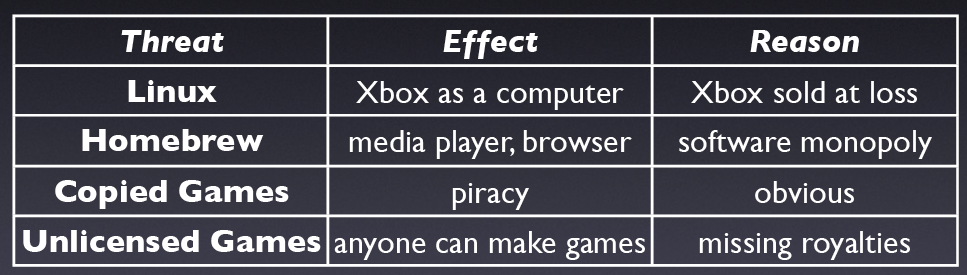 Threat Effect Reason
Linux Xbox as a computer Xbox sold at loss
Homebrew media player, browser software monopoly
Copied Games piracy obvious
Unlicensed Games anyone can make games missing royalties